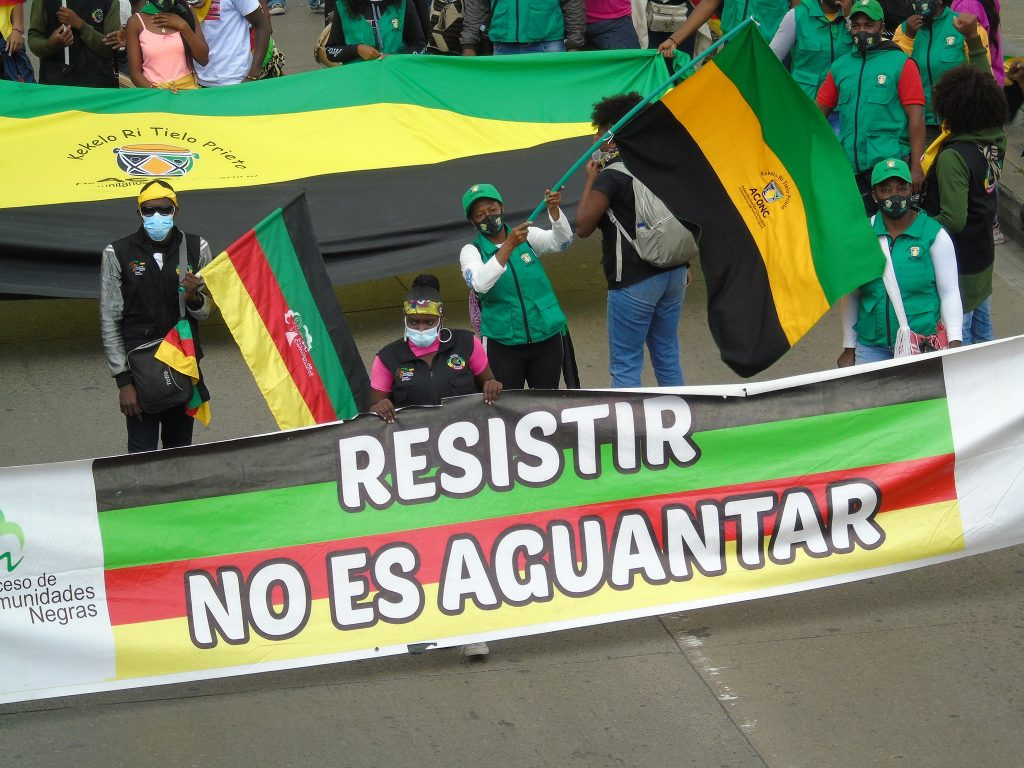 Kekelo Ri Tielo Prieto
ACONC
RESISTIR
NO ES AGUANTAR
ceso de
munidades
Negras